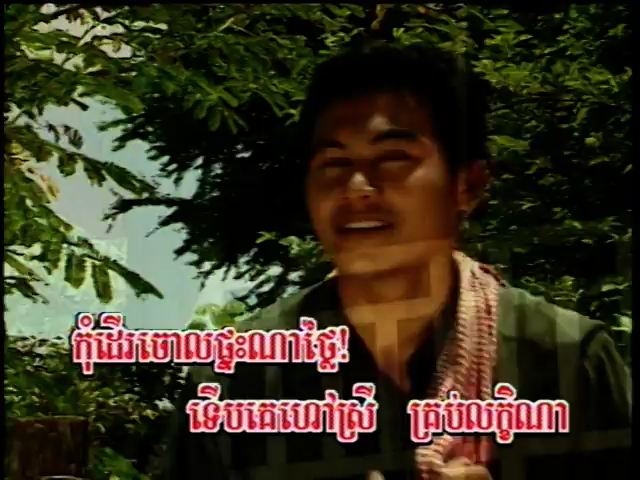 កុំដើរចោលផ្ទះណាថ្លៃ!
ទើបគេហៅស្រី គ្រប់លក្ខិណា